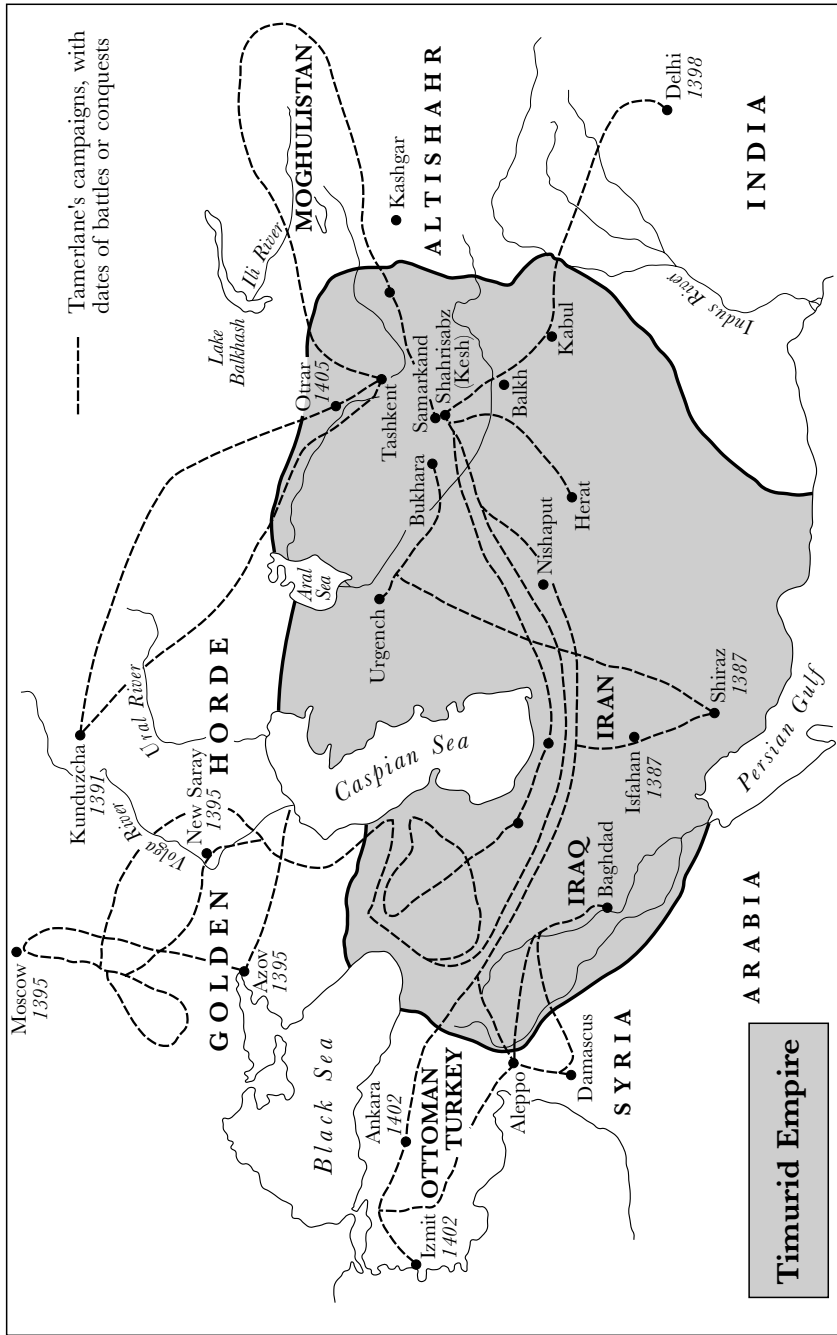 Tamerlane's campaigns, with
dates of battles or conquests
Moscow
1395
Kunduzcha
1391
Volga River
Ural River
New Saray
1395
GOLDEN HORDE
Azov
1395
Lake
Balkhash
Ili River
MOGHULISTAN
Otrar
1405
Tashkent
Kashgar
ALTISHAHR
Aral
Sea
Black Sea
Caspian Sea
Urgench
Bukhara
Samarkand
Shahrisabz
(Kesh)
Balkh
Kabul
Ankara
1402
Izmit
1402
OTTOMAN
TURKEY
Nishaput
Herat
Aleppo
Damascus
SYRIA
IRAQ
Baghdad
IRAN
Isfahan
1387
Shiraz
1387
Persian Gulf
ARABIA
Indus River
Delhi
1398
INDIA
Timurid Empire